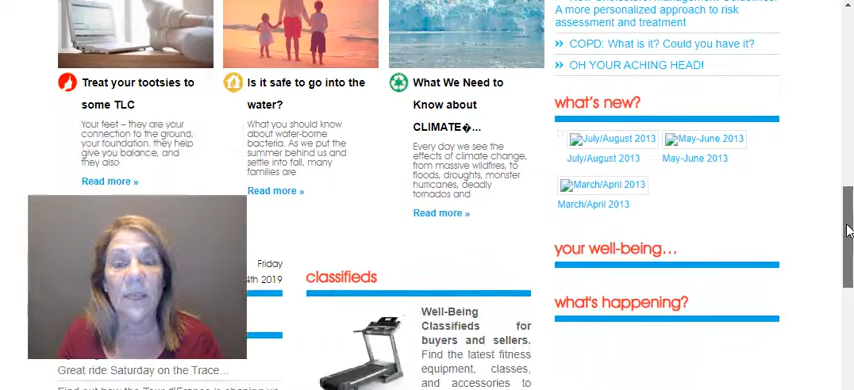 Treat your tootsies to
some TLC
Your feet – they are your
connection to the ground,
your foundation, they help
give you balance, and
they also
Read more »
Is it safe to go into the
water?
What you should know
about water-borne
bacteria. As we put the
summer behind us and
settle into fall, many
families are
Read more »
What We Need to
Know about
CLIMATE�...
Every day we see the
effects of climate change,
from massive wildfires, to
floods, droughts, monster
hurricanes, deadly
tornados and
Read more »
A more personalized approach to risk
assessment and treatment
» COPD: What is it? Could you have it?
» OH YOUR ACHING HEAD!
what's new?
July/August 2013
May-June 2013
July/August 2013
May-June 2013
March/April 2013
March/April 2013
your well-being...
what's happening?
Friday
4th 2019
classifieds
Well-Being
Classifieds for
buyers and sellers.
Find the latest fitness
equipment, classes,
and accessories to
Great ride Saturday on the Trace...